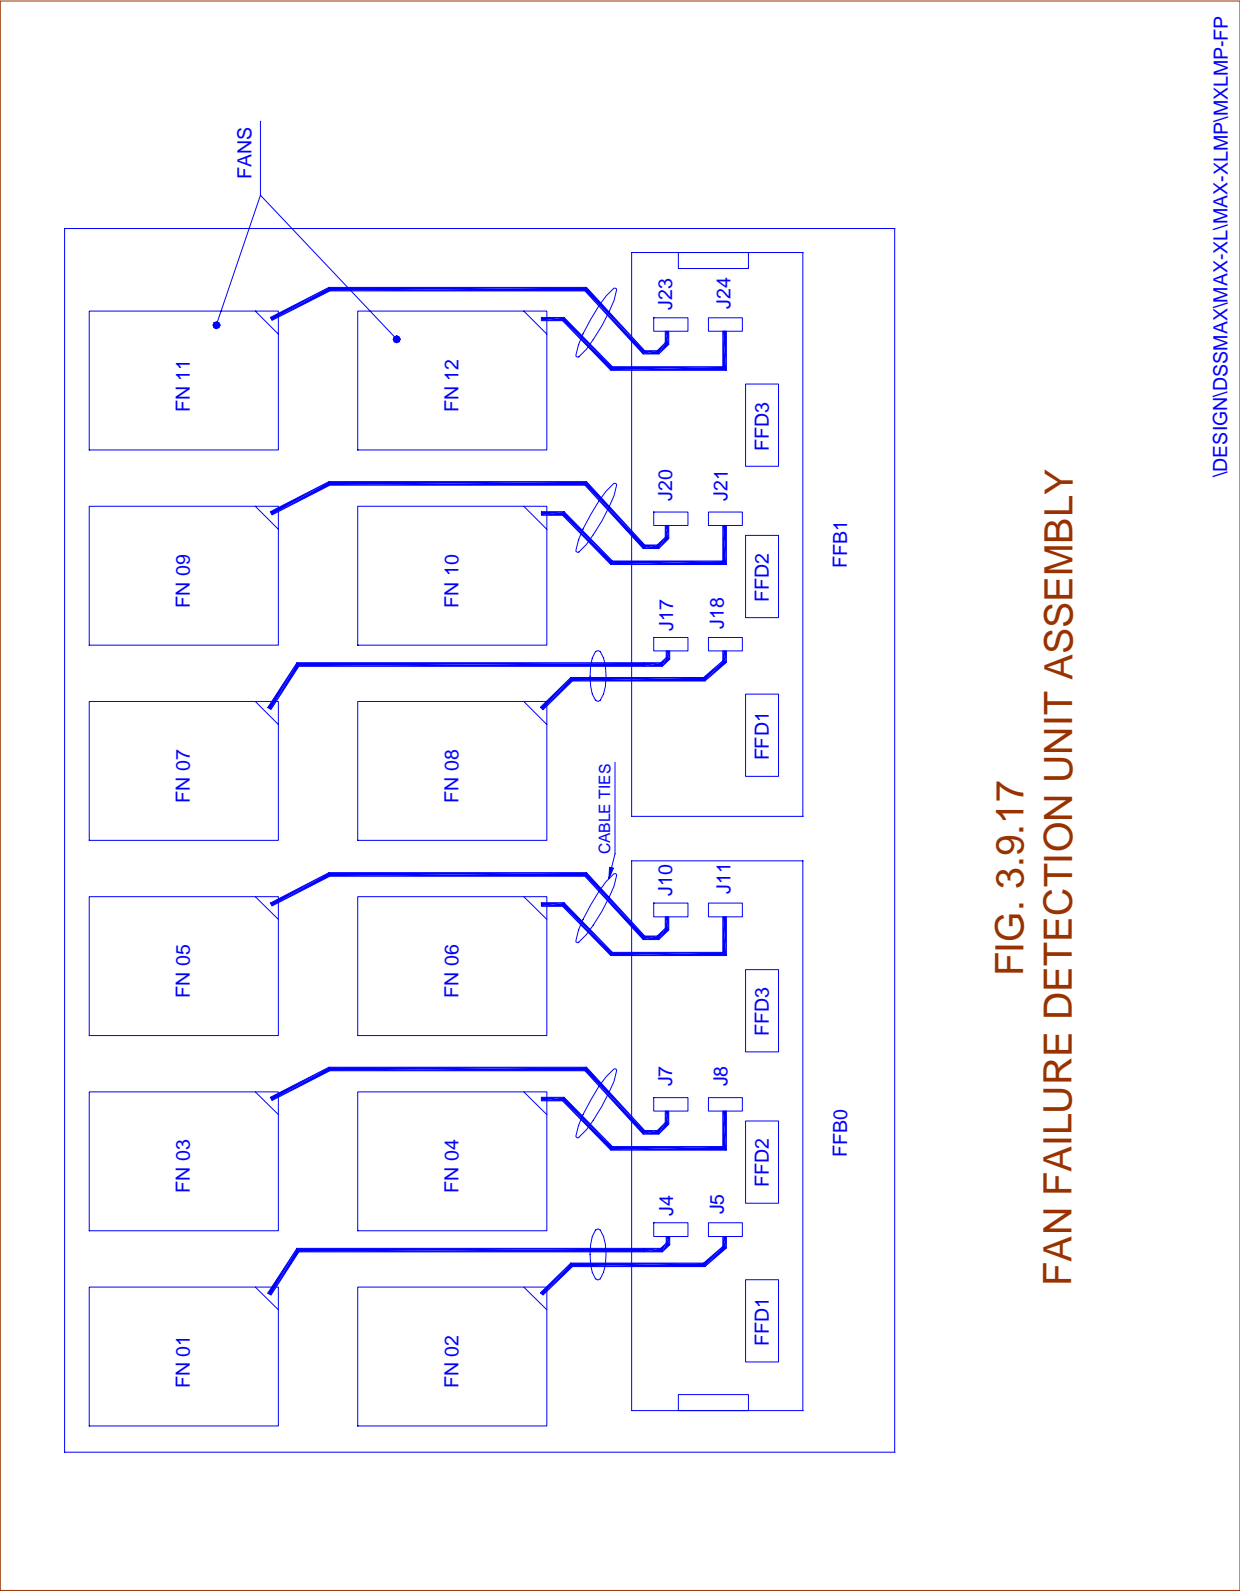 FANS
FN 01
FN 03
FN 05
FN 07
FN 09
FN 11
FN 02
FN 04
FN 06
FN 08
FN 10
FN 12
CABLE TIES
J4
J7
J10
J17
J20
J23
J5
J8
J11
J18
J21
J24
FFD1
FFD2
FFD3
FFD1
FFD2
FFD3
FFB0
FFB1
FIG. 3.9.17
FAN FAILURE DETECTION UNIT ASSEMBLY
\DESIGN\DSSMAX\MAX-XL\MAX-XLMP\MXLMP-FP